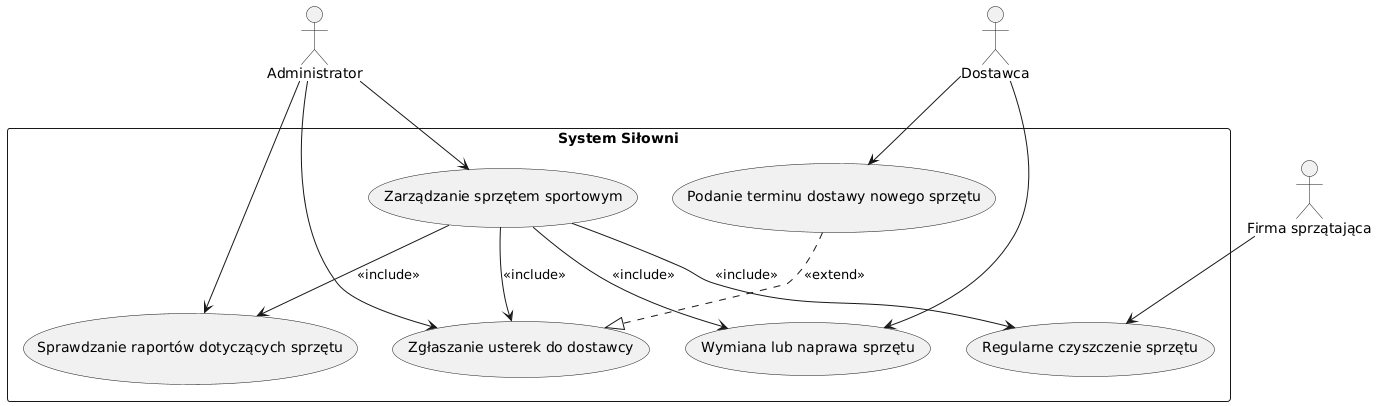 Administrator
Dostawca
System Siłowni
Zarządzanie sprzętem sportowym
Podanie terminu dostawy nowego sprzętu
Firma sprzątająca
«include»
«include»
«include»
«include»
«extend»
Sprawdzanie raportów dotyczących sprzętu
Zgłaszanie usterek do dostawcy
Wymiana lub naprawa sprzętu
Regularne czyszczenie sprzętu